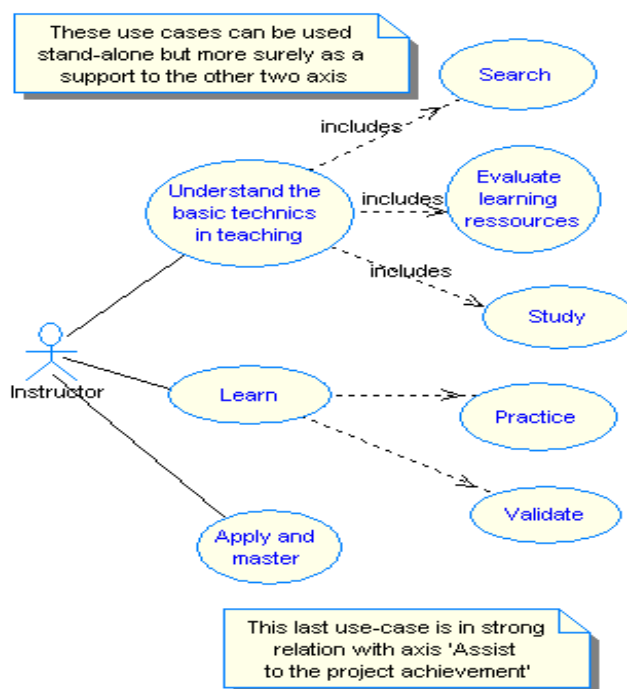 These use cases can be used
stand-alone but more surely as a
support to the other two axis
Search
includes
Understand the
basic technics
in teaching
includes
Evaluate
learning
ressources
includes
Study
Instructor
Learn
Practice
Validate
Apply and
master
This last use-case is in strong
relation with axis 'Assist
to the project achievement'